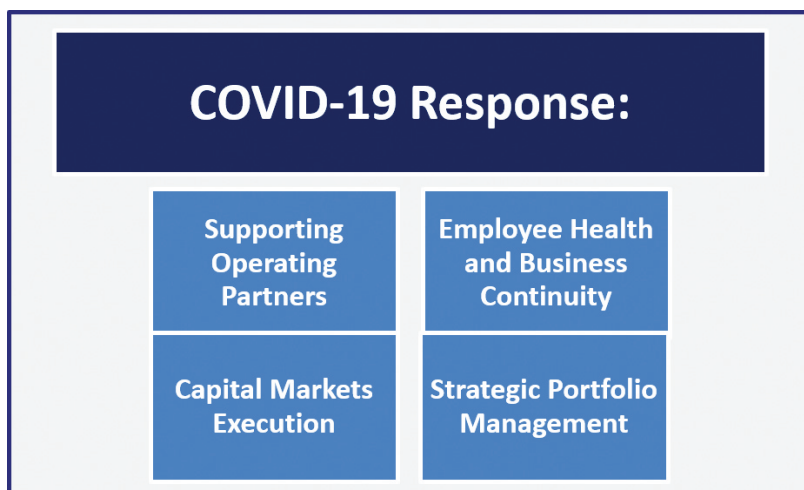 COVID-19 Response:
Supporting
Operating
Partners
Employee Health
and Business
Continuity
Capital Markets
Execution
Strategic Portfolio
Management